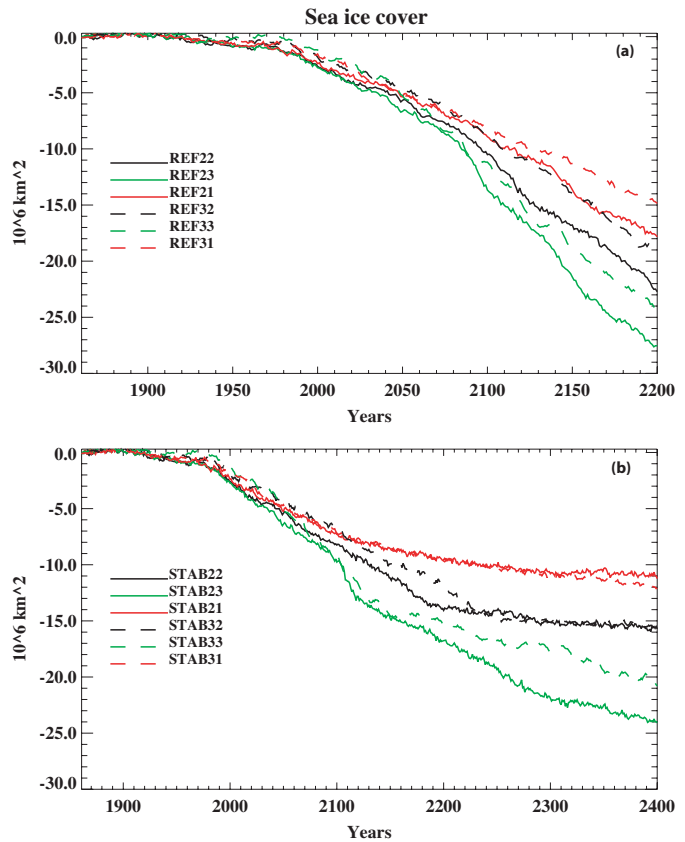 Sea ice cover
(a)
0.0
-5.0
-10.0
-15.0
-20.0
-25.0
-30.0
10^6 km^2
REF22
REF23
REF21
REF32
REF33
REF31
1900 1950 2000 2050 2100 2150 2200
Years
(b)
0.0
-5.0
-10.0
-15.0
-20.0
-25.0
-30.0
10^6 km^2
STAB22
STAB23
STAB21
STAB32
STAB33
STAB31
1900 2000 2100 2200 2300 2400
Years